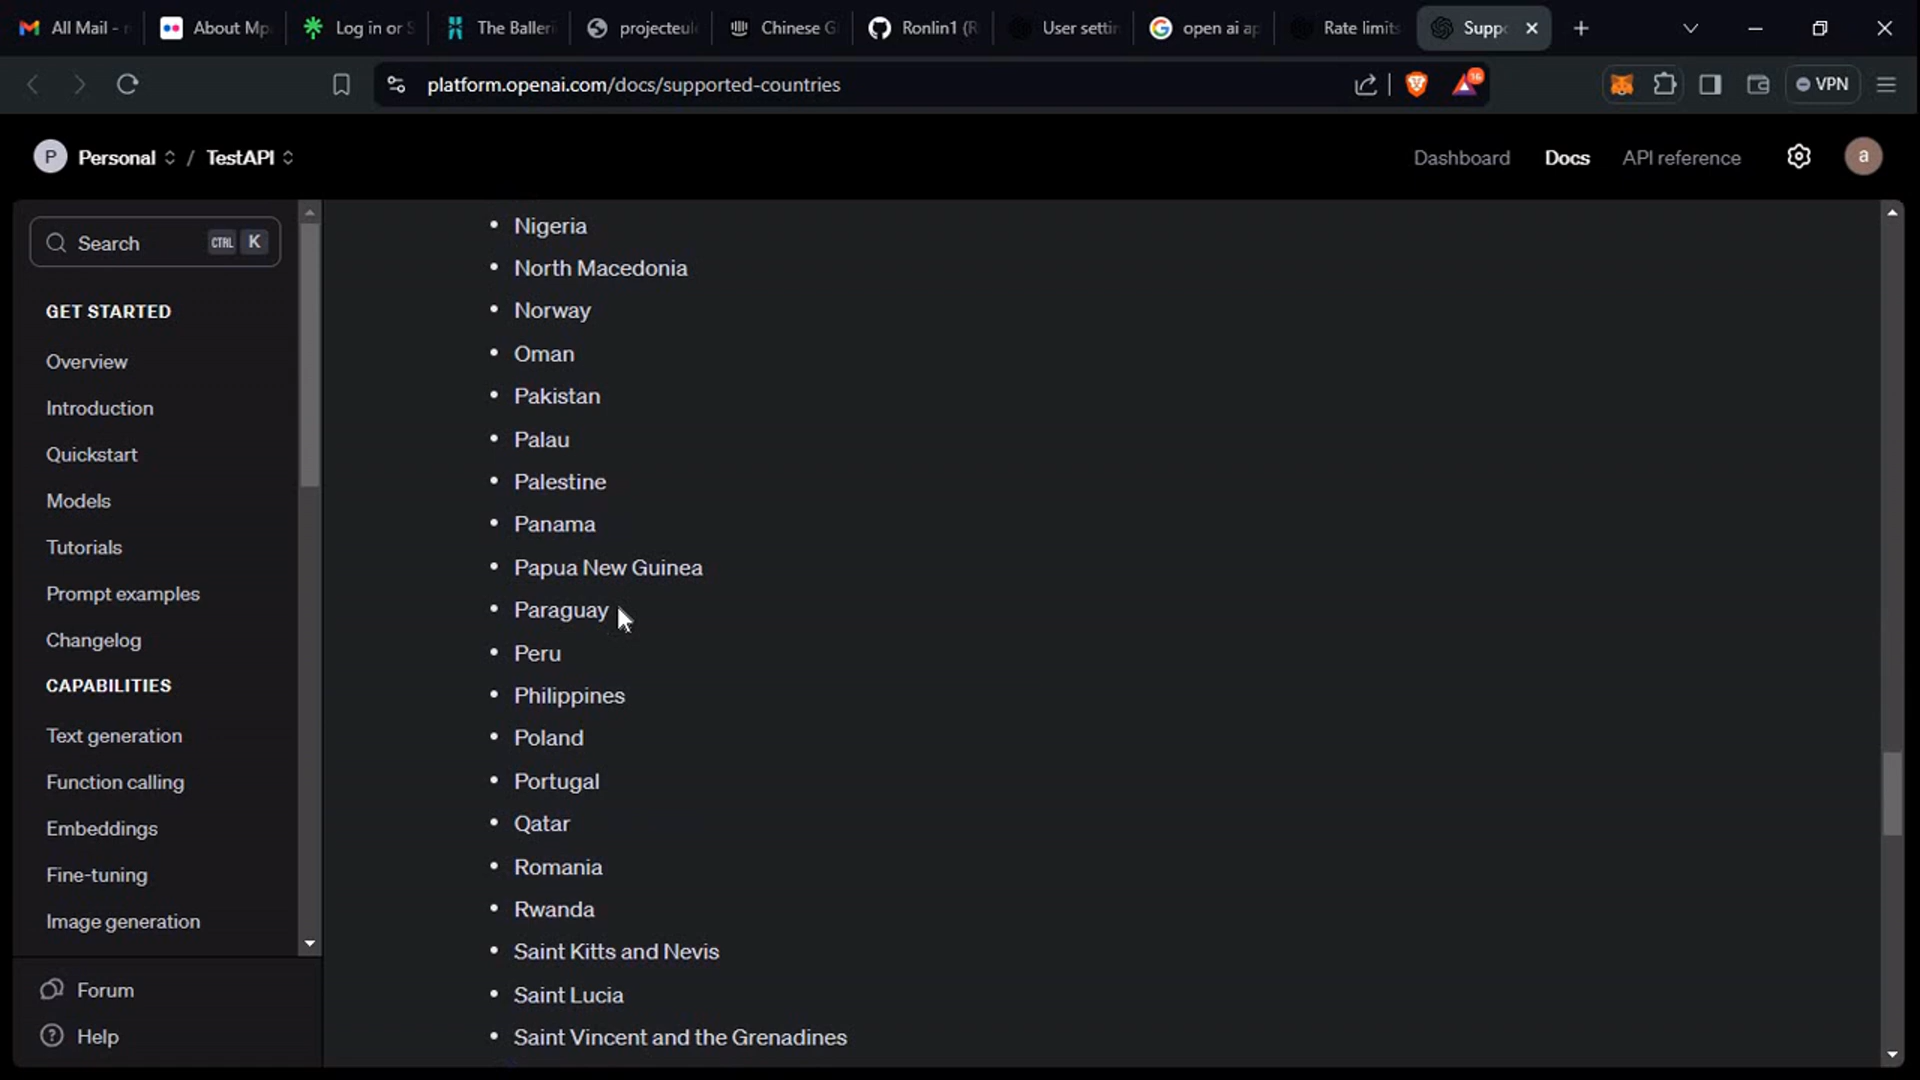 All Mail -
About Mp
Log in or S
The Balleri
projecteul
Chinese G
Ronlin1 (R
User settin
open ai ap
Rate limits
Suppo
platform.openai.com/docs/supported-countries
16
VPN
P Personal / TestAPI
Dashboard
Docs
API reference
a
Search CTRL K
GET STARTED
Overview
Introduction
Quickstart
Models
Tutorials
Prompt examples
Changelog
CAPABILITIES
Text generation
Function calling
Embeddings
Fine-tuning
Image generation
Forum
Help
• Nigeria
• North Macedonia
• Norway
• Oman
• Pakistan
• Palau
• Palestine
• Panama
• Papua New Guinea
• Paraguay
• Peru
• Philippines
• Poland
• Portugal
• Qatar
• Romania
• Rwanda
• Saint Kitts and Nevis
• Saint Lucia
• Saint Vincent and the Grenadines